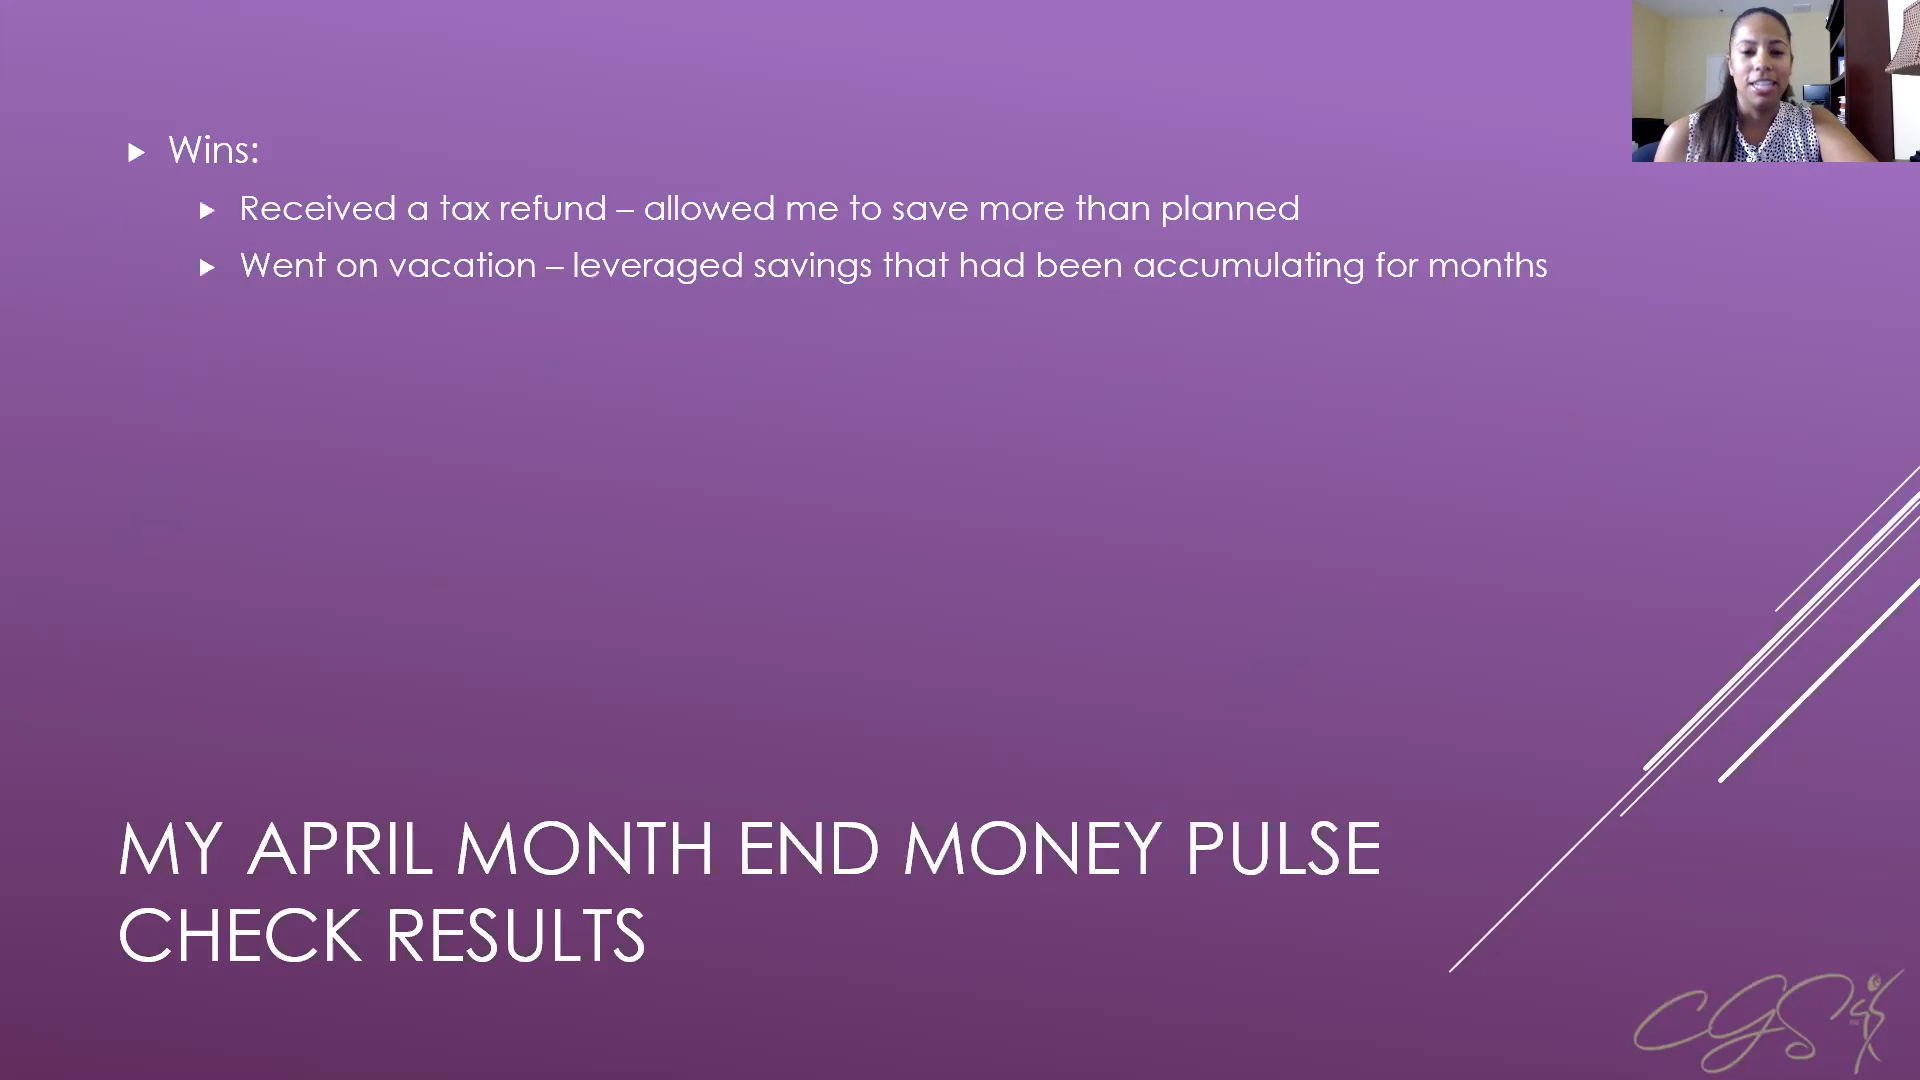 Wins:
Received a tax refund – allowed me to save more than planned
Went on vacation – leveraged savings that had been accumulating for months
MY APRIL MONTH END MONEY PULSE
CHECK RESULTS
CGS